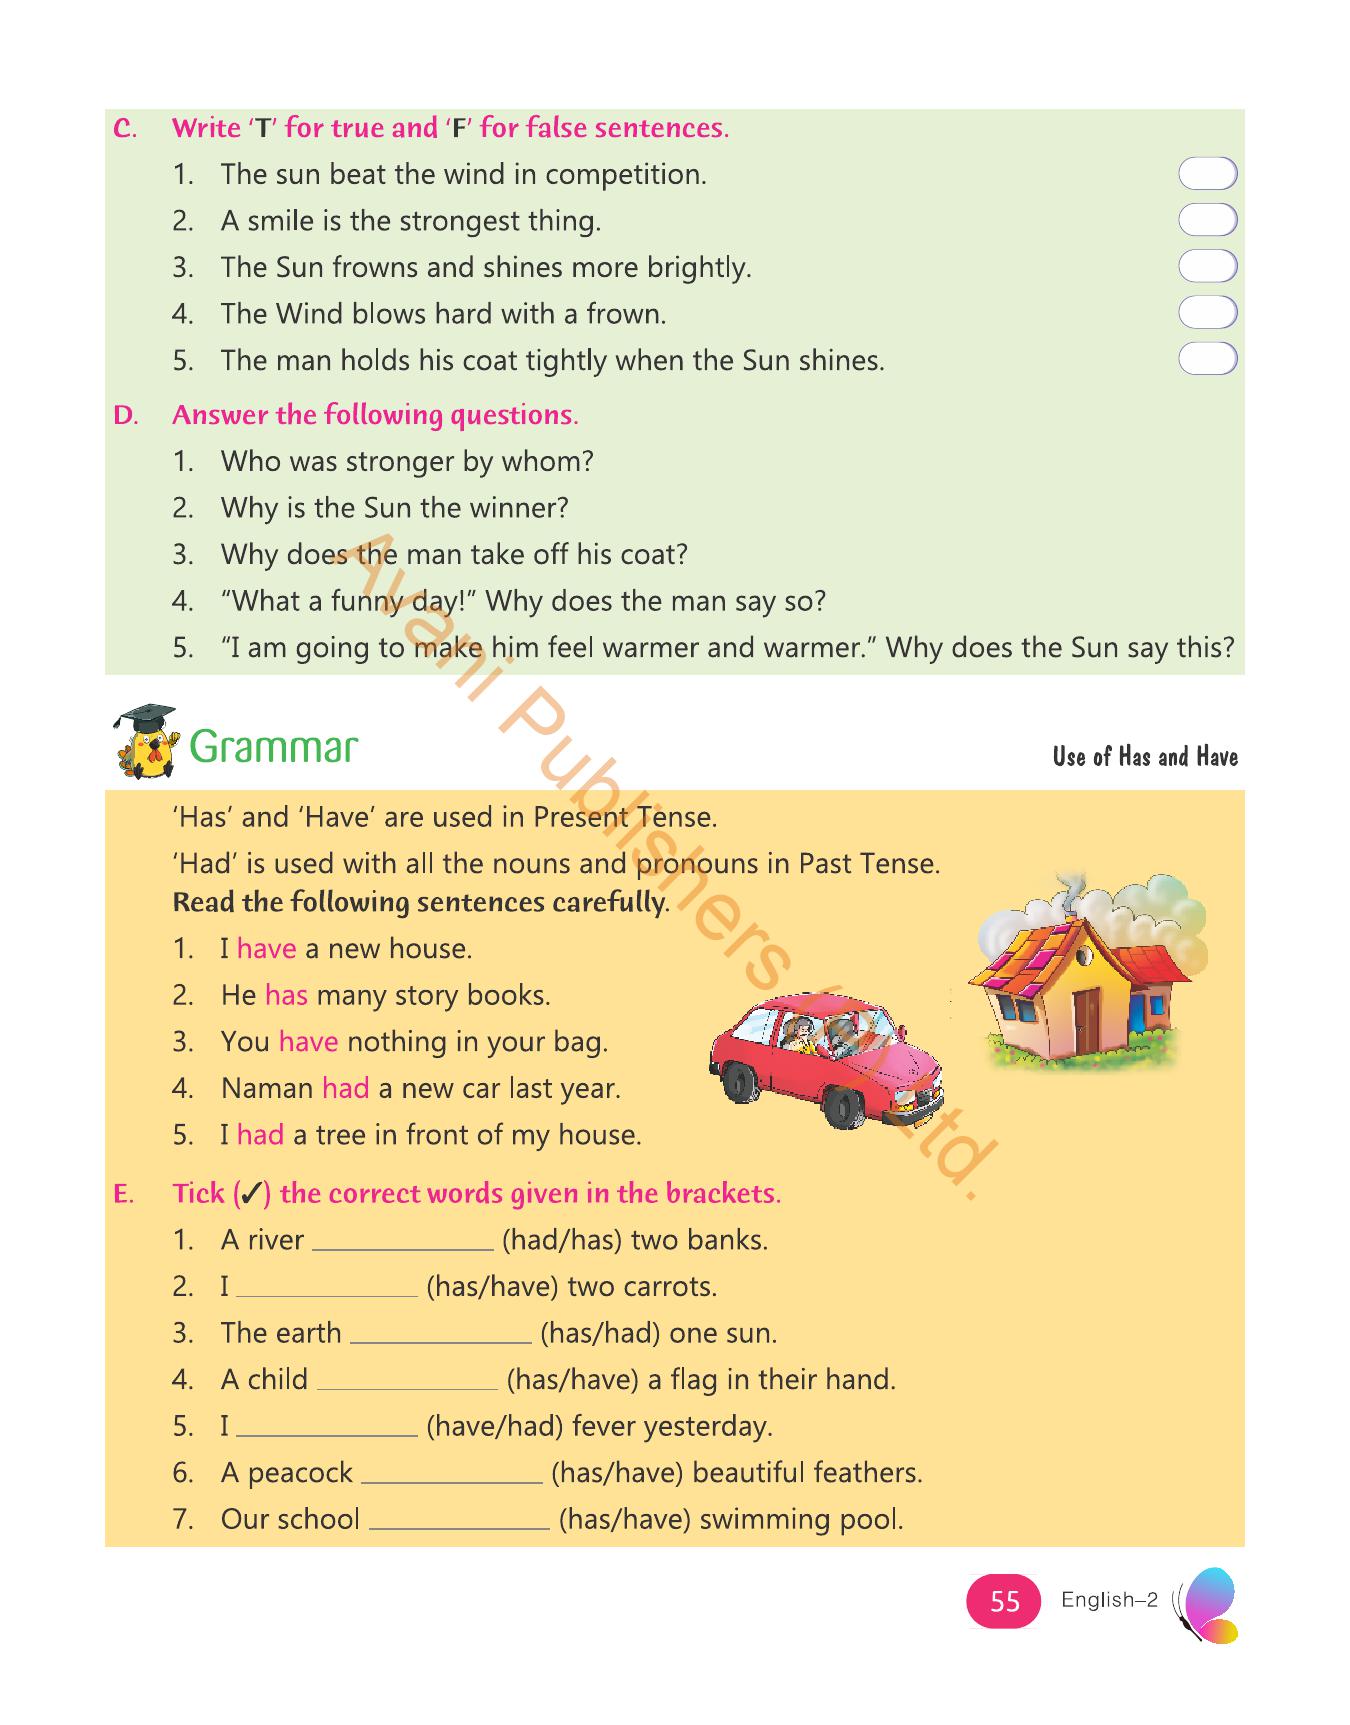 C. Write ‘T’ for true and ‘F’ for false sentences.
1. The sun beat the wind in competition.
2. A smile is the strongest thing.
3. The Sun frowns and shines more brightly.
4. The Wind blows hard with a frown.
5. The man holds his coat tightly when the Sun shines.
D. Answer the following questions.
1. Who was stronger by whom?
2. Why is the Sun the winner?
3. Why does the man take off his coat?
4. “What a funny day!” Why does the man say so?
5. “I am going to make him feel warmer and warmer.” Why does the Sun say this?
Grammar
Use of Has and Have
‘Has’ and ‘Have’ are used in Present Tense.
‘Had’ is used with all the nouns and pronouns in Past Tense.
Read the following sentences carefully.
1. I have a new house.
2. He has many story books.
3. You have nothing in your bag.
4. Naman had a new car last year.
5. I had a tree in front of my house.
E. Tick (✓) the correct words given in the brackets.
1. A river ____________ (had/has) two banks.
2. I ____________ (has/have) two carrots.
3. The earth ____________ (has/had) one sun.
4. A child ____________ (has/have) a flag in their hand.
5. I ____________ (have/had) fever yesterday.
6. A peacock ____________ (has/have) beautiful feathers.
7. Our school ____________ (has/have) swimming pool.
55 English–2
Avani Publishers (P) Ltd.